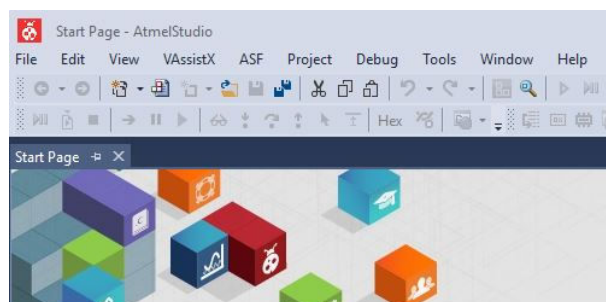 Start Page - AtmelStudio
File Edit View VAssistX ASF Project Debug Tools Window Help
Hex
Start Page